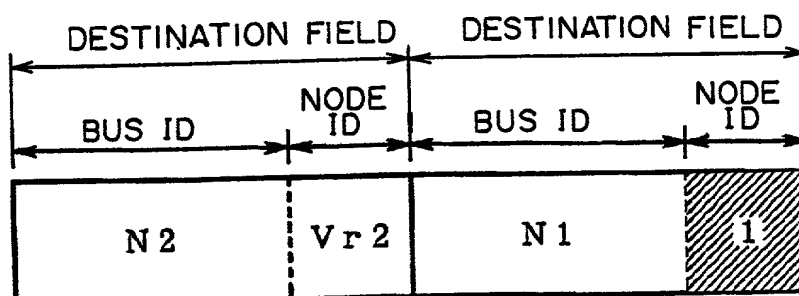 DESTINATION FIELD DESTINATION FIELD
BUS ID NODE ID BUS ID NODE ID
N2 Vr2 N1 1